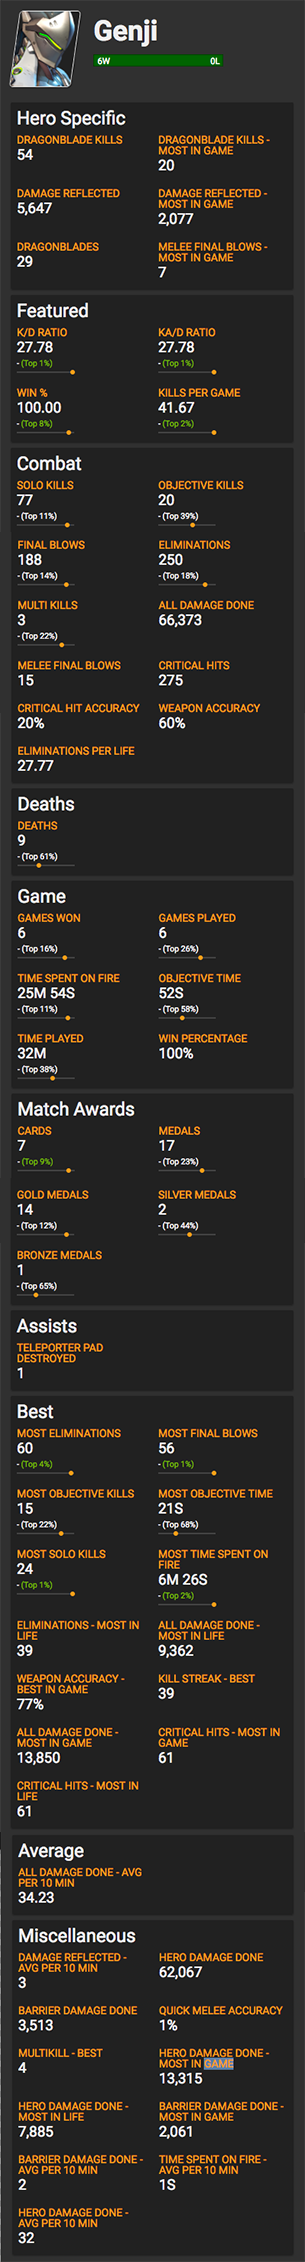 Genji
6W 0L
Hero Specific
DRAGONBLADE KILLS
54
DRAGONBLADE KILLS -
MOST IN GAME
20
DAMAGE REFLECTED
5,647
DAMAGE REFLECTED -
MOST IN GAME
2,077
DRAGONBLADES
29
MELEE FINAL BLOWS -
MOST IN GAME
7
Featured
K/D RATIO
27.78
- (Top 1%)
KA/D RATIO
27.78
- (Top 1%)
WIN %
100.00
- (Top 8%)
KILLS PER GAME
41.67
- (Top 2%)
Combat
SOLO KILLS
77
- (Top 11%)
OBJECTIVE KILLS
20
- (Top 39%)
FINAL BLOWS
188
- (Top 14%)
ELIMINATIONS
250
- (Top 18%)
MULTI KILLS
3
- (Top 22%)
ALL DAMAGE DONE
66,373
MELEE FINAL BLOWS
15
CRITICAL HITS
275
CRITICAL HIT ACCURACY
20%
WEAPON ACCURACY
60%
ELIMINATIONS PER LIFE
27.77
Deaths
DEATHS
9
- (Top 61%)
Game
GAMES WON
6
- (Top 16%)
GAMES PLAYED
6
- (Top 26%)
TIME SPENT ON FIRE
25M 54S
- (Top 11%)
OBJECTIVE TIME
52S
- (Top 58%)
TIME PLAYED
32M
- (Top 38%)
WIN PERCENTAGE
100%
Match Awards
CARDS
7
- (Top 9%)
MEDALS
17
- (Top 23%)
GOLD MEDALS
14
- (Top 12%)
SILVER MEDALS
2
- (Top 44%)
BRONZE MEDALS
1
- (Top 65%)
Assists
TELEPORTER PAD
DESTROYED
1
Best
MOST ELIMINATIONS
60
- (Top 4%)
MOST FINAL BLOWS
56
- (Top 1%)
MOST OBJECTIVE KILLS
15
- (Top 22%)
MOST OBJECTIVE TIME
21S
- (Top 68%)
MOST SOLO KILLS
24
- (Top 1%)
MOST TIME SPENT ON
FIRE
6M 26S
- (Top 2%)
ELIMINATIONS - MOST IN
LIFE
39
ALL DAMAGE DONE -
MOST IN LIFE
9,362
WEAPON ACCURACY -
BEST IN GAME
77%
KILL STREAK - BEST
39
ALL DAMAGE DONE -
MOST IN GAME
13,850
CRITICAL HITS - MOST IN
GAME
61
CRITICAL HITS - MOST IN
LIFE
61
Average
ALL DAMAGE DONE - AVG
PER 10 MIN
34.23
Miscellaneous
DAMAGE REFLECTED -
AVG PER 10 MIN
3
HERO DAMAGE DONE
62,067
BARRIER DAMAGE DONE
3,513
QUICK MELEE ACCURACY
1%
MULTIKILL - BEST
4
HERO DAMAGE DONE -
MOST IN GAME
13,315
HERO DAMAGE DONE -
MOST IN LIFE
7,885
BARRIER DAMAGE DONE -
MOST IN GAME
2,061
BARRIER DAMAGE DONE -
AVG PER 10 MIN
2
TIME SPENT ON FIRE -
AVG PER 10 MIN
1S
HERO DAMAGE DONE -
AVG PER 10 MIN
32